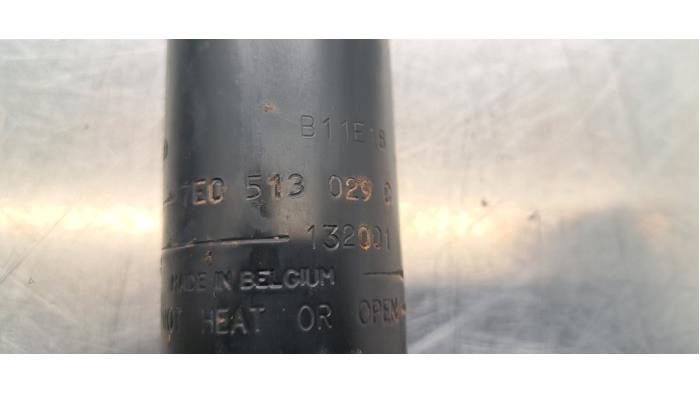 B11E18
7E0 513 029 C
132001
MADE IN BELGIUM
NOT HEAT OR OPEN